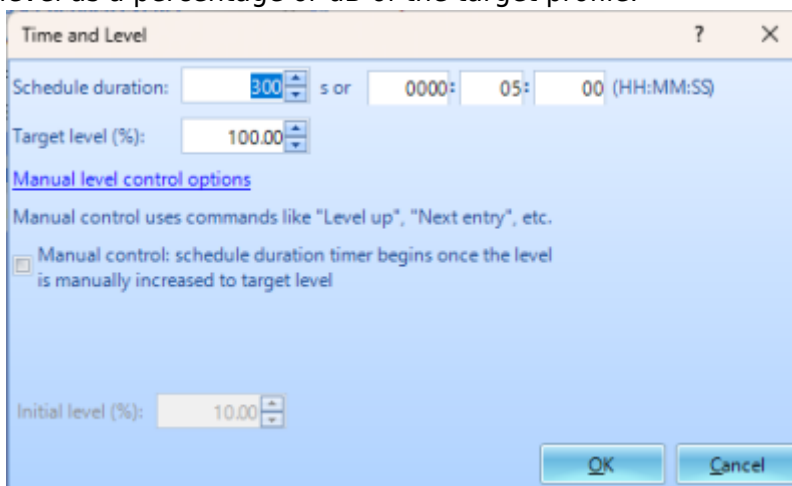 level as a percentage or dB of the target profile.
Time and Level ? ×
Schedule duration: 300 s or 0000: 05: 00 (HH:MM:SS)
Target level (%): 100.00
Manual level control options
Manual control uses commands like "Level up", "Next entry", etc.
Manual control: schedule duration timer begins once the level
is manually increased to target level
Initial level (%): 10.00
OK Cancel